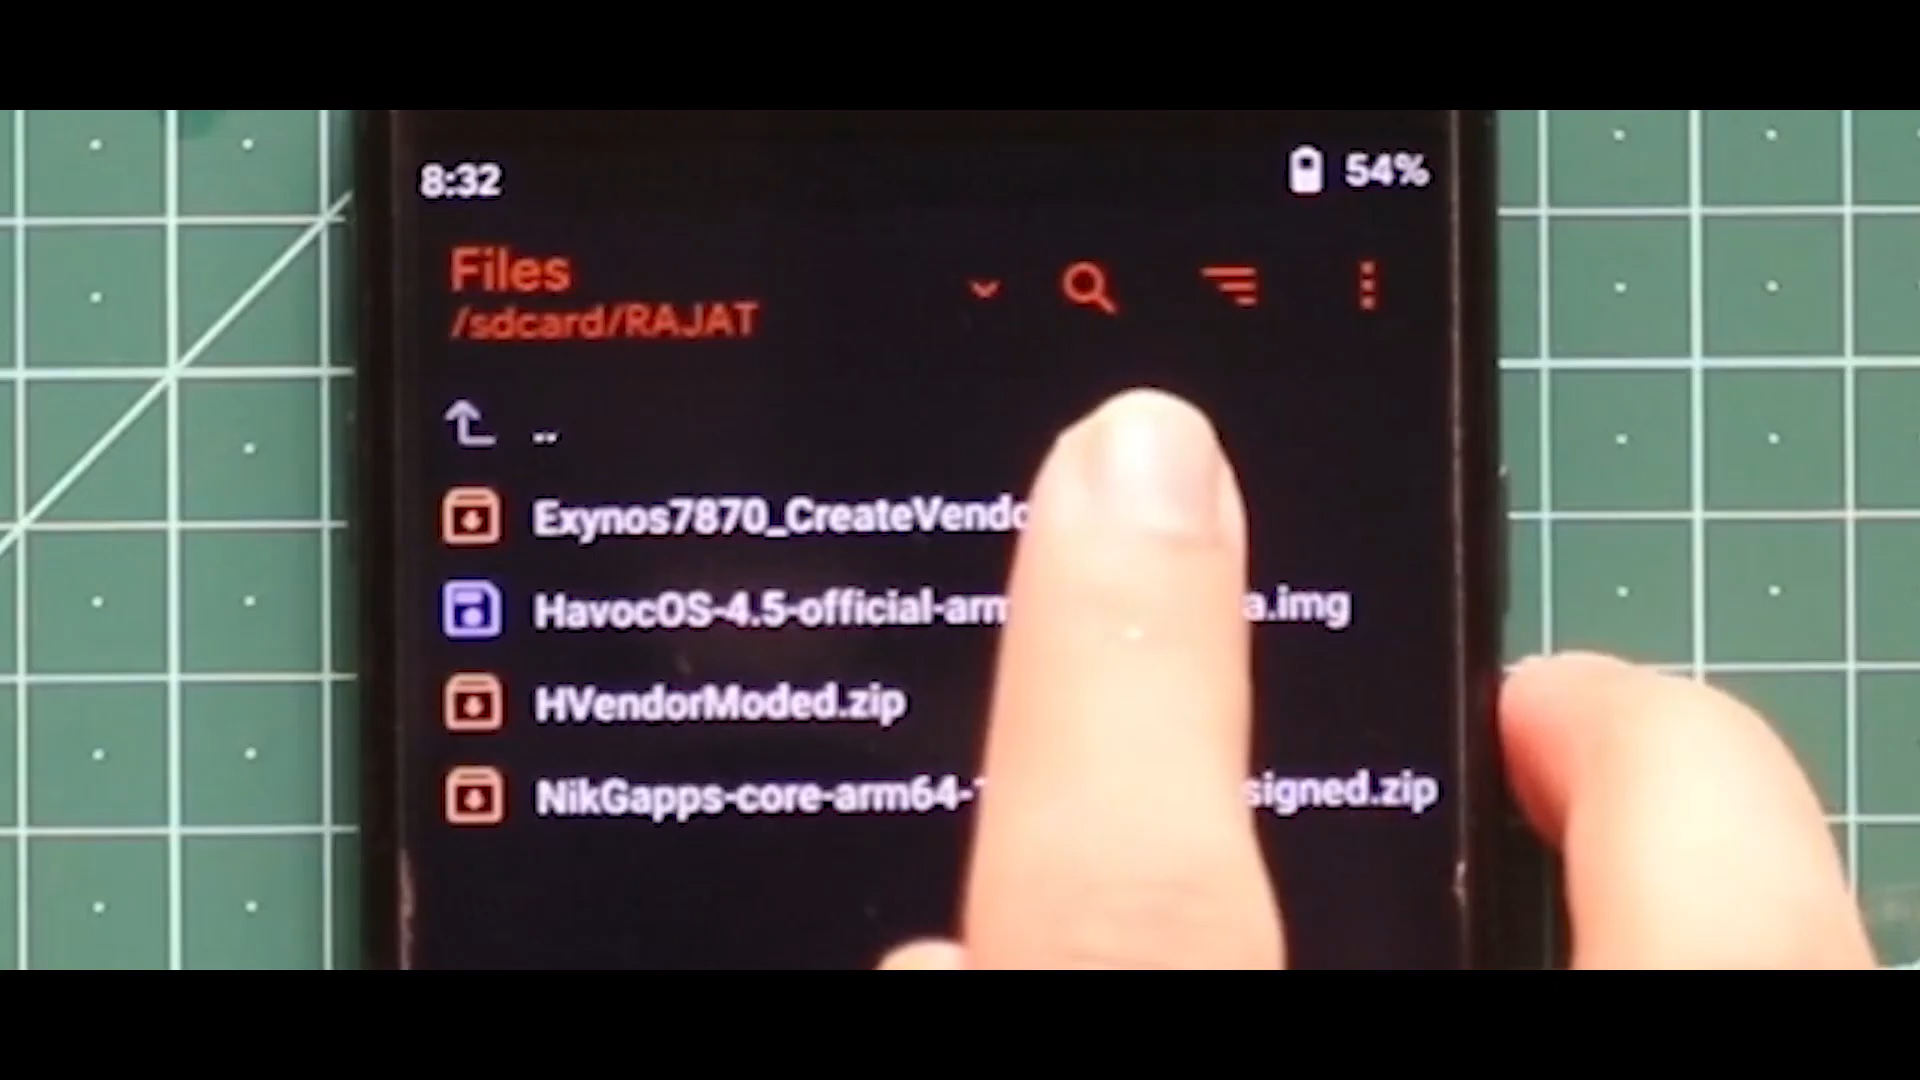 8:32
54%
Files
/sdcard/RAJAT
..
Exynos7870_CreateVendo
HavocOS-4.5-official-arm a.img
HVendorModed.zip
NikGapps-core-arm64- signed.zip